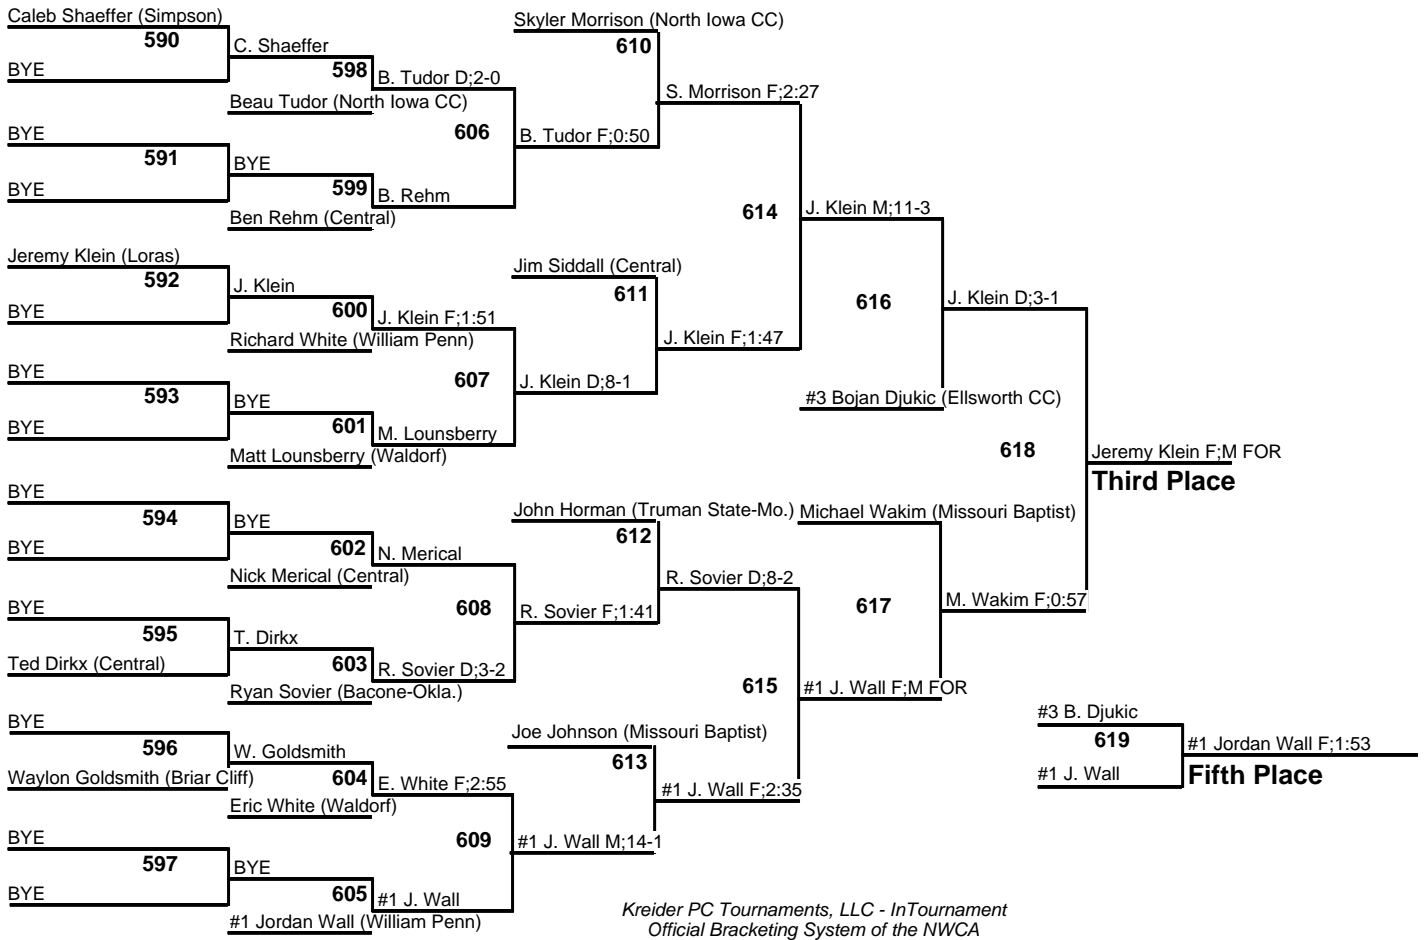 Caleb Shaeffer (Simpson)
590
BYE
C. Shaeffer
598
Beau Tudor (North Iowa CC)
B. Tudor D;2-0
BYE
591
BYE
BYE
599
Ben Rehm (Central)
B. Rehm
606
B. Tudor F;0:50
Skyler Morrison (North Iowa CC)
610
S. Morrison F;2:27
Jeremy Klein (Loras)
592
BYE
J. Klein
600
Richard White (William Penn)
J. Klein F;1:51
BYE
593
BYE
BYE
601
Matt Lounsberry (Waldorf)
M. Lounsberry
607
J. Klein D;8-1
Jim Siddall (Central)
611
J. Klein F;1:47
614
J. Klein M;11-3
616
#3 Bojan Djukic (Ellsworth CC)
J. Klein D;3-1
BYE
594
BYE
BYE
602
Nick Merical (Central)
N. Merical
BYE
595
Ted Dirkx (Central)
T. Dirkx
603
Ryan Sovier (Bacone-Okla.)
R. Sovier D;3-2
608
R. Sovier F;1:41
John Horman (Truman State-Mo.)
612
R. Sovier D;8-2
BYE
596
Waylon Goldsmith (Briar Cliff)
W. Goldsmith
604
Eric White (Waldorf)
E. White F;2:55
BYE
597
BYE
BYE
605
#1 Jordan Wall (William Penn)
#1 J. Wall
609
#1 J. Wall M;14-1
Joe Johnson (Missouri Baptist)
613
#1 J. Wall F;2:35
615
#1 J. Wall F;M FOR
Michael Wakim (Missouri Baptist)
617
M. Wakim F;0:57
618
Jeremy Klein F;M FOR
Third Place
#3 B. Djukic
619
#1 J. Wall
#1 Jordan Wall F;1:53
Fifth Place
Kreider PC Tournaments, LLC - InTournament
Official Bracketing System of the NWCA